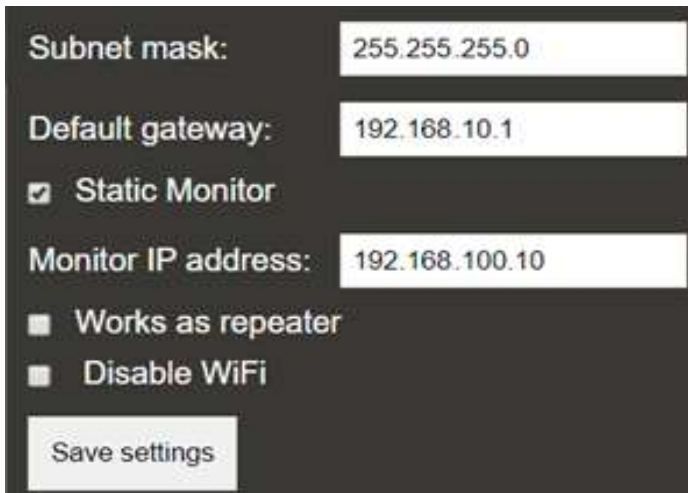 Subnet mask: 255.255.255.0
Default gateway: 192.168.10.1
Static Monitor
Monitor IP address: 192.168.100.10
Works as repeater
Disable WiFi
Save settings